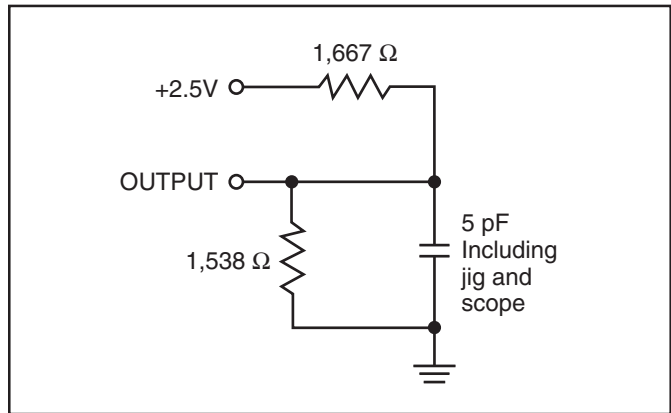 1,667 Ω
+2.5V
OUTPUT
1,538 Ω
5 pF
Including
jig and
scope